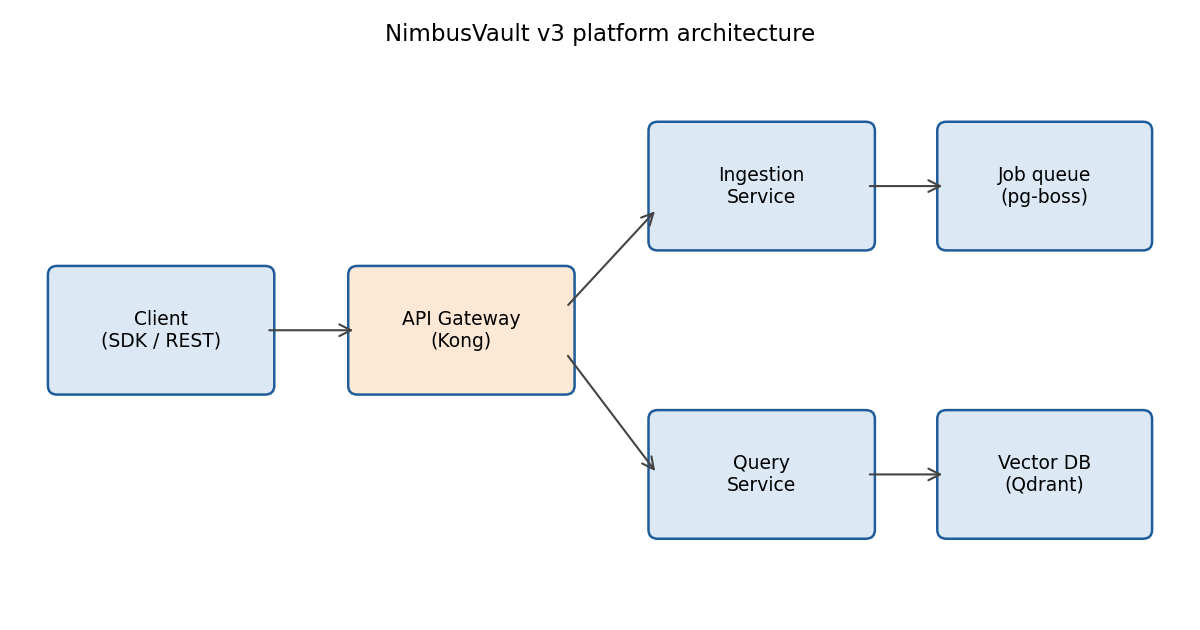 NimbusVault v3 platform architecture
Ingestion
Service
Job queue
(pg-boss)
Client
(SDK / REST)
API Gateway
(Kong)
Query
Service
Vector DB
(Qdrant)